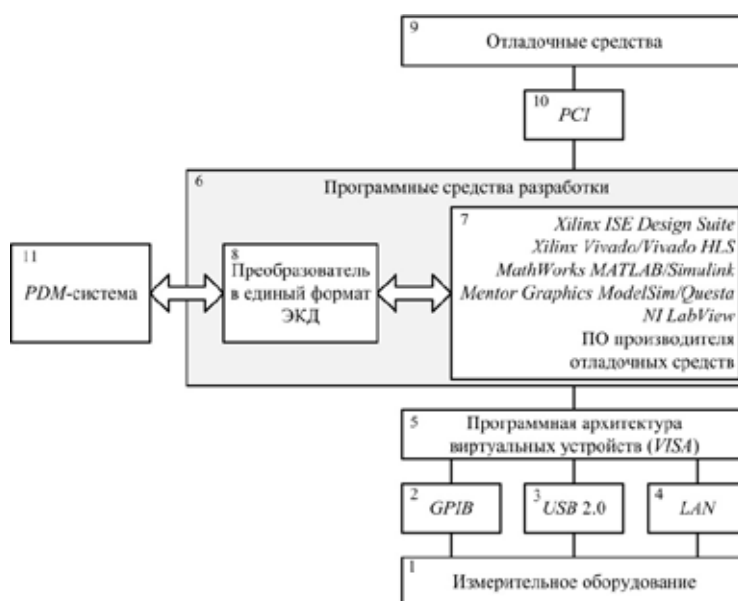 9
Отладочные средства
10
PCI
6
Программные средства разработки
7
Xilinx ISE Design Suite
Xilinx Vivado/Vivado HLS
MathWorks MATLAB/Simulink
Mentor Graphics ModelSim/Questa
NI LabView
ПО производителя
отладочных средств
8
Преобразователь
в единый формат
ЭКД
11
PDM-система
5
Программная архитектура
виртуальных устройств (VISA)
2
GPIB
3
USB 2.0
4
LAN
1
Измерительное оборудование